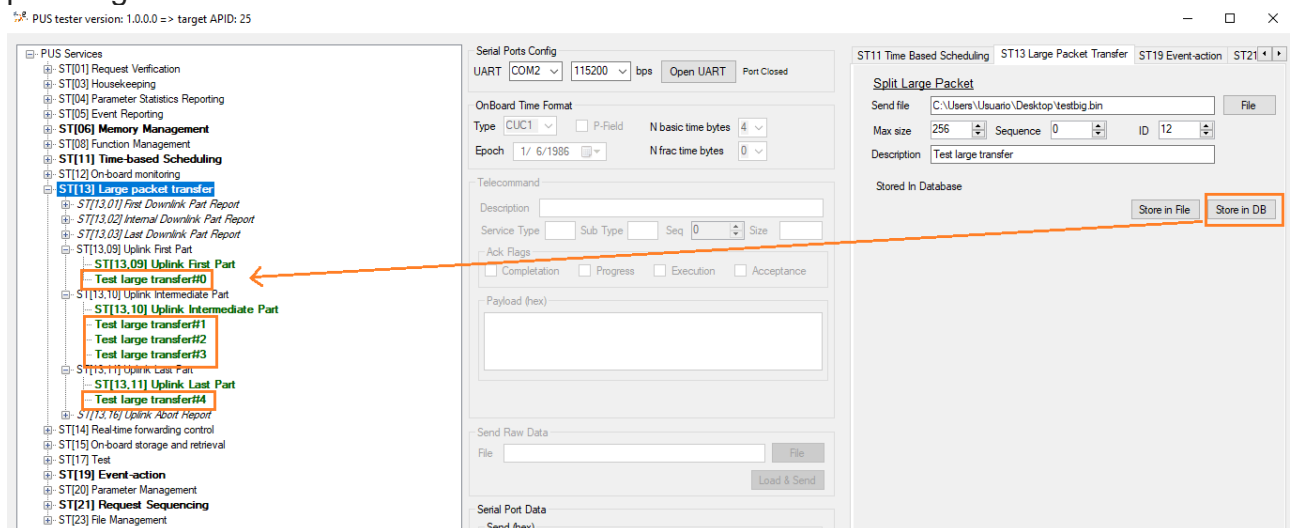 PUS tester version: 1.0.0.0 => target APID: 25
PUS Services
ST[01] Request Verification
ST[03] Housekeeping
ST[04] Parameter Statistics Reporting
ST[05] Event Reporting
ST[06] Memory Management
ST[08] Function Management
ST[11] Time-based Scheduling
ST[12] On-board monitoring
ST[13] Large packet transfer
ST[13,01] First Downlink Part Report
ST[13,02] Internal Downlink Part Report
ST[13,03] Last Downlink Part Report
ST[13.09] Uplink First Part
ST[13,09] Uplink First Part
Test large transfer#0
ST[13,10] Uplink Intermediate Part
ST[13,10] Uplink Intermediate Part
Test large transfer#1
Test large transfer#2
Test large transfer#3
ST[13,11] Uplink Last Part
ST[13,11] Uplink Last Part
Test large transfer#4
ST[13,16] Uplink Abort Report
ST[14] Real-time forwarding control
ST[15] On-board storage and retrieval
ST[17] Test
ST[19] Event-action
ST[20] Parameter Management
ST[21] Request Sequencing
ST[23] File Management
Serial Ports Config
UART COM2 115200 bps Open UART Port Closed
OnBoard Time Format
Type CUC1 P-Field N basic time bytes 4
Epoch 1/ 6/1986 N frac time bytes 0
Telecommand
Description
Service Type Sub Type Seq 0 Size
Ack Flags
Completation Progress Execution Acceptance
Payload (hex)
Send Raw Data
File File
Load & Send
Serial Port Data
Send (hex)
ST11 Time Based Scheduling ST13 Large Packet Transfer ST19 Event-action ST21
Split Large Packet
Send file C:\Users\Usuario\Desktop\testbig.bin File
Max size 256 Sequence 0 ID 12
Description Test large transfer
Stored In Database
Store in File Store in DB